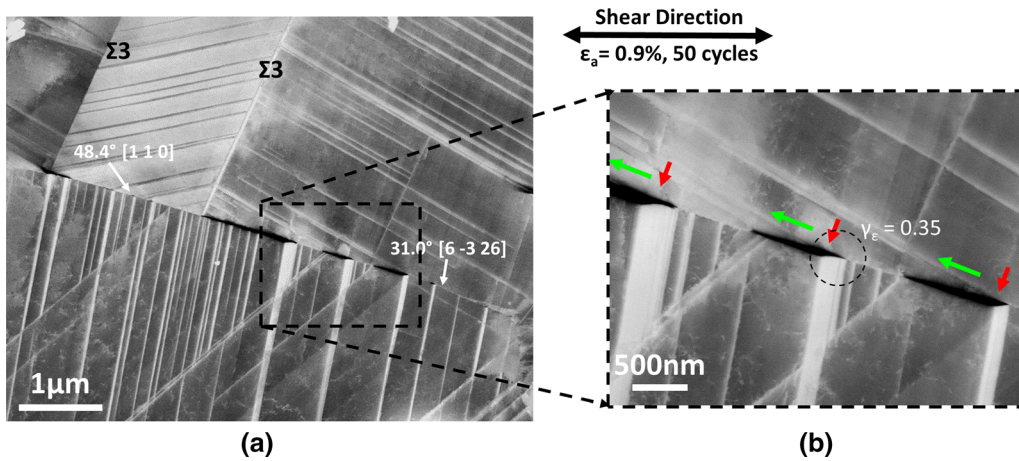 Shear Direction
εa= 0.9%, 50 cycles
Σ3
Σ3
48.4° [1 1 0]
31.0° [6 -3 26]
1µm
γε = 0.35
500nm
(a)
(b)